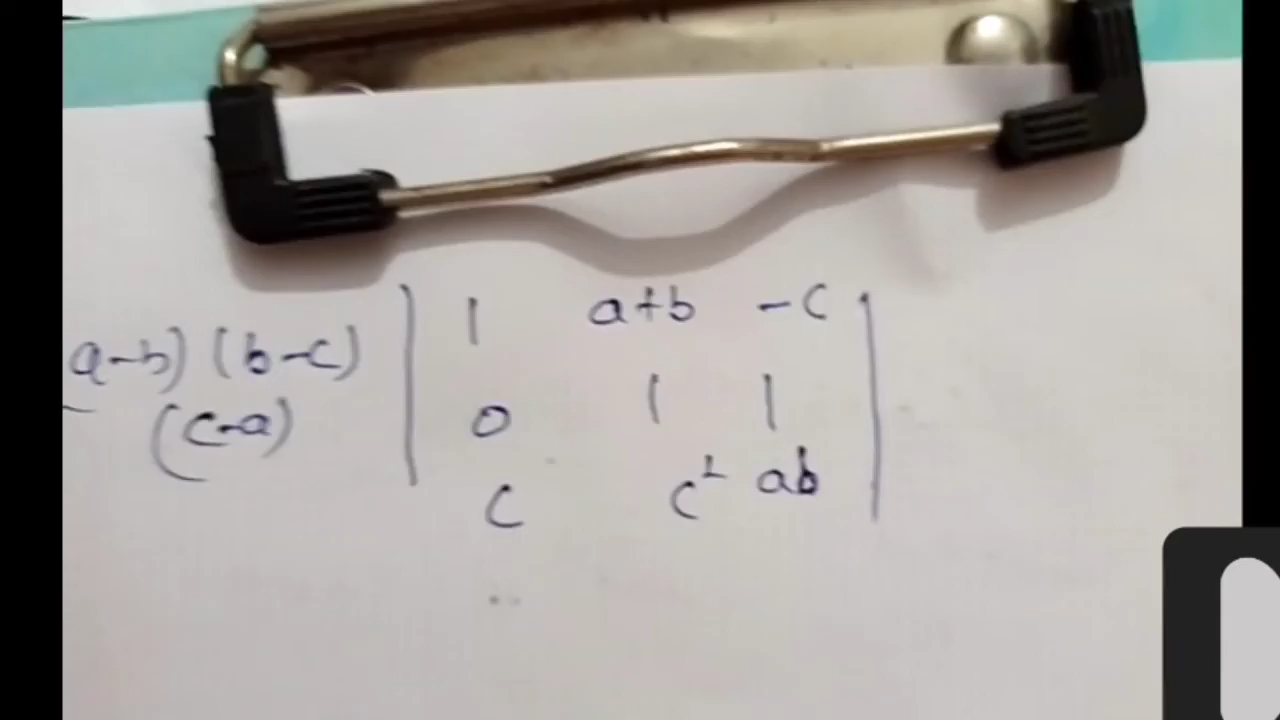 1 a+b -c
a-b) (b-c)
0 1 1
(c-a)
c c² ab